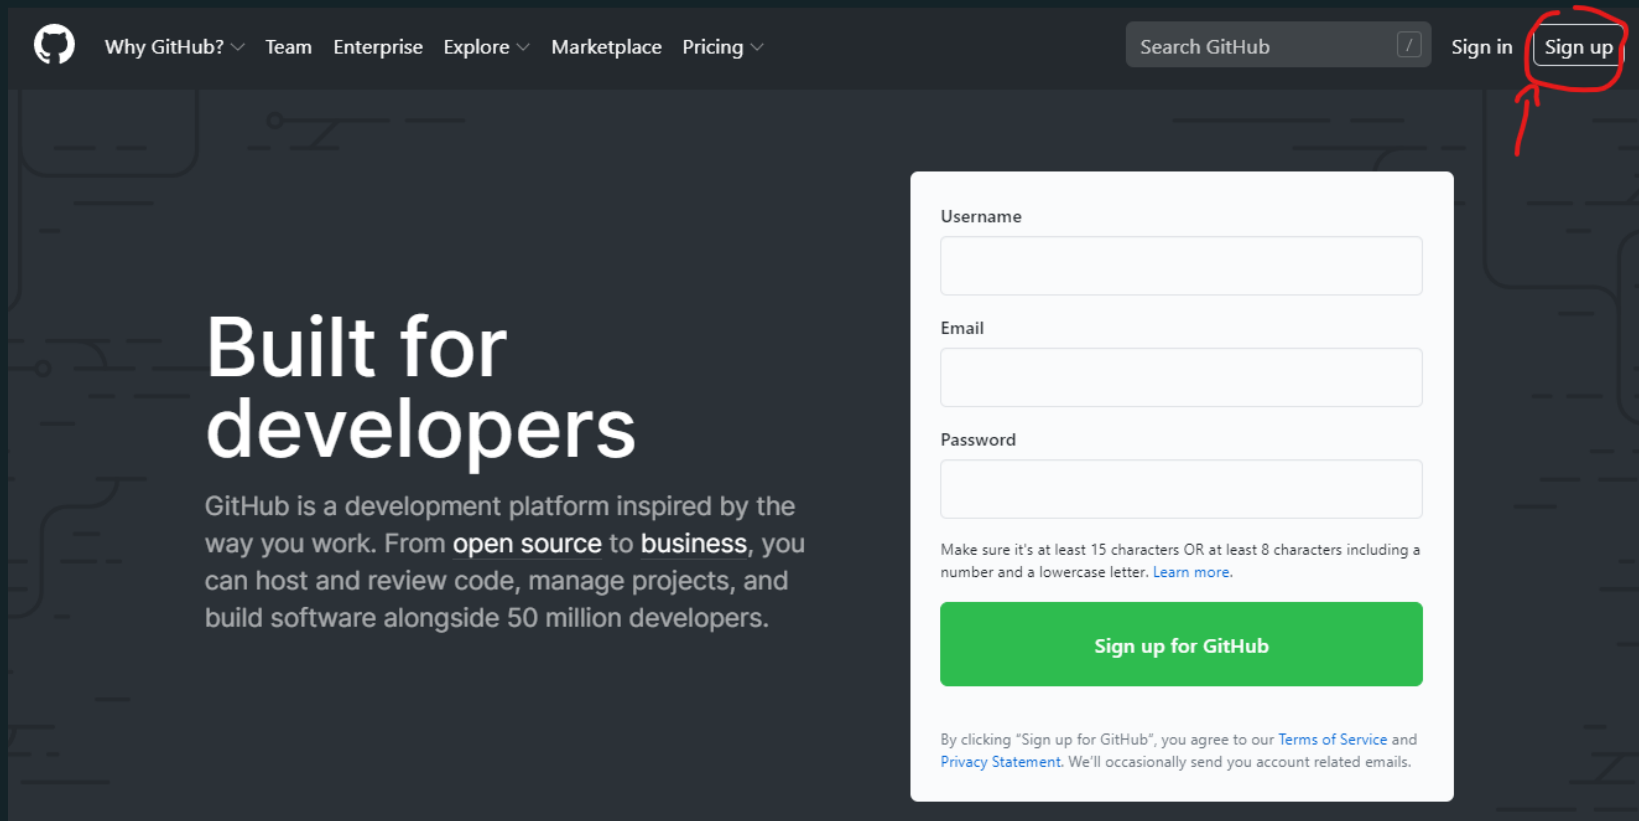 Why GitHub? Team Enterprise Explore Marketplace Pricing Search GitHub / Sign in Sign up
Built for
developers
GitHub is a development platform inspired by the
way you work. From open source to business, you
can host and review code, manage projects, and
build software alongside 50 million developers.
Username
Email
Password
Make sure it's at least 15 characters OR at least 8 characters including a
number and a lowercase letter. Learn more.
Sign up for GitHub
By clicking “Sign up for GitHub”, you agree to our Terms of Service and
Privacy Statement. We’ll occasionally send you account related emails.